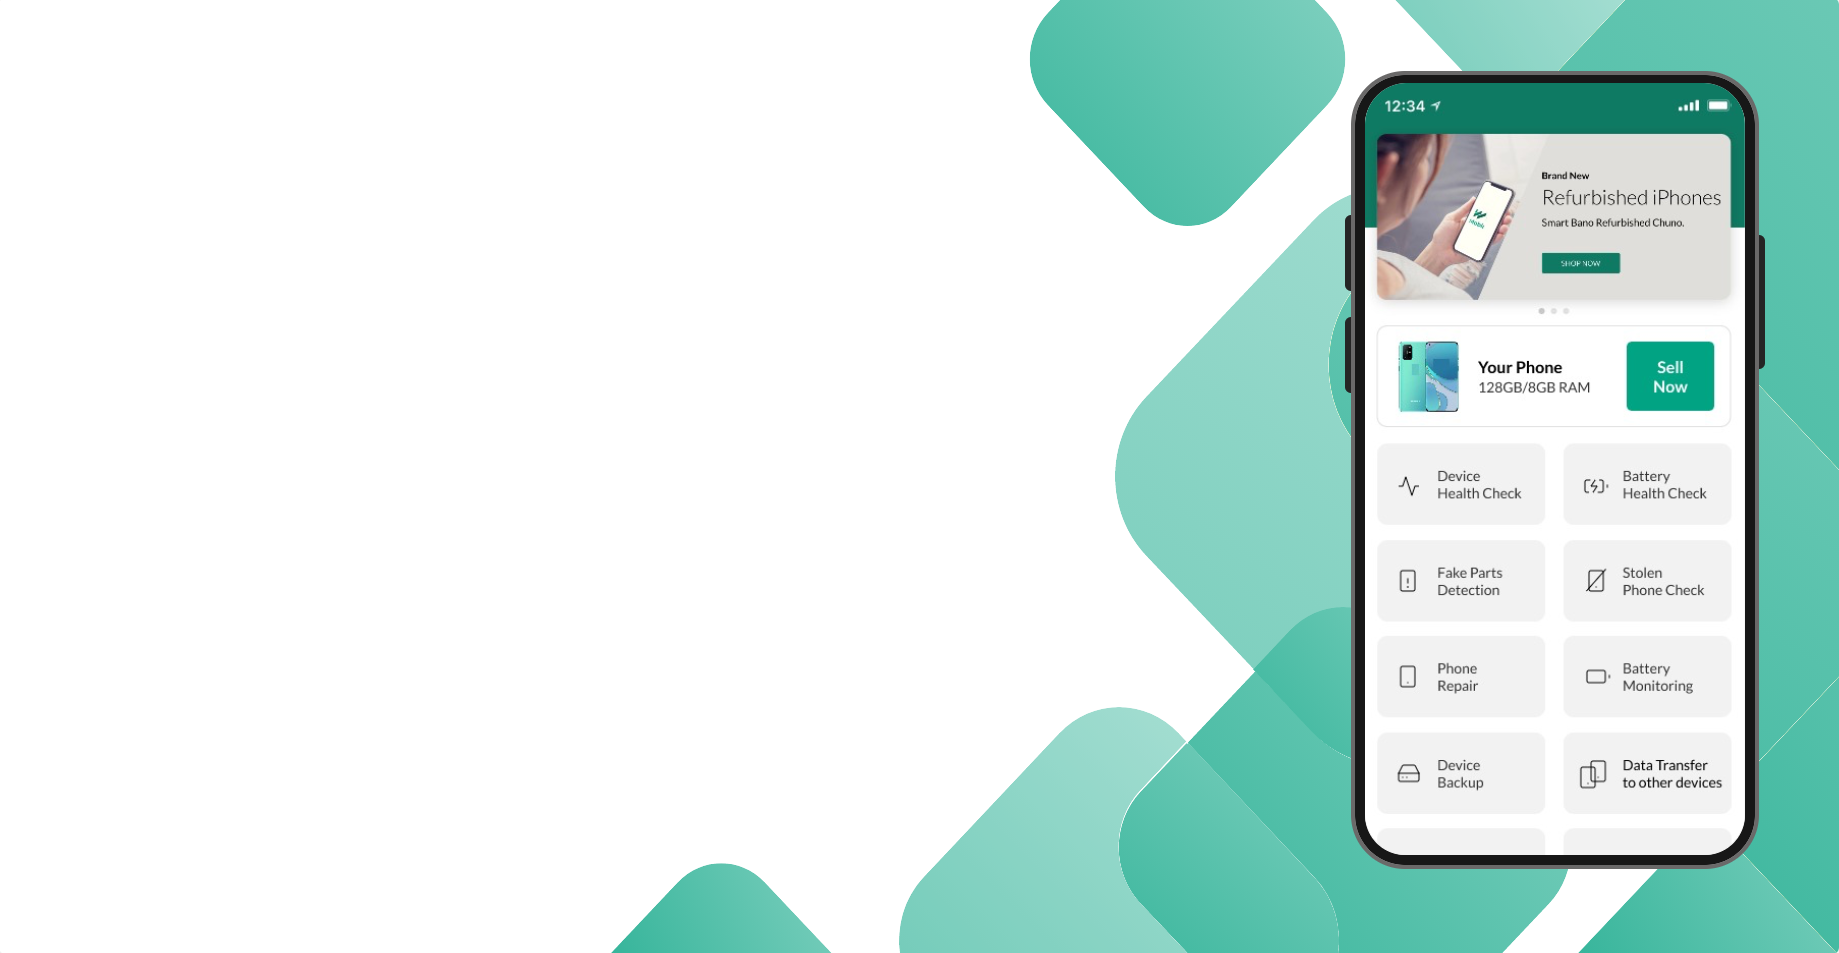 12:34
Brand New
Refurbished iPhones
Smart Bano Refurbished Chuno.
SHOP NOW
Your Phone
128GB/8GB RAM
Sell
Now
Device
Health Check
Battery
Health Check
Fake Parts
Detection
Stolen
Phone Check
Phone
Repair
Battery
Monitoring
Device
Backup
Data Transfer
to other devices